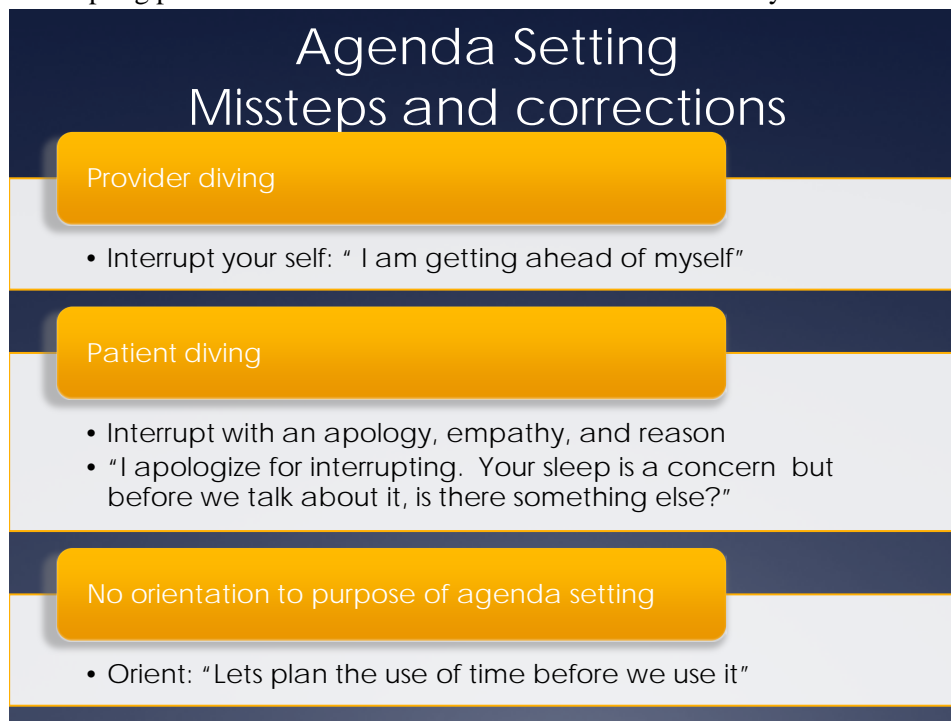 Agenda Setting
Missteps and corrections
Provider diving
• Interrupt your self: “ I am getting ahead of myself”
Patient diving
• Interrupt with an apology, empathy, and reason
• “I apologize for interrupting.  Your sleep is a concern  but
before we talk about it, is there something else?”
No orientation to purpose of agenda setting
• Orient: “Lets plan the use of time before we use it”